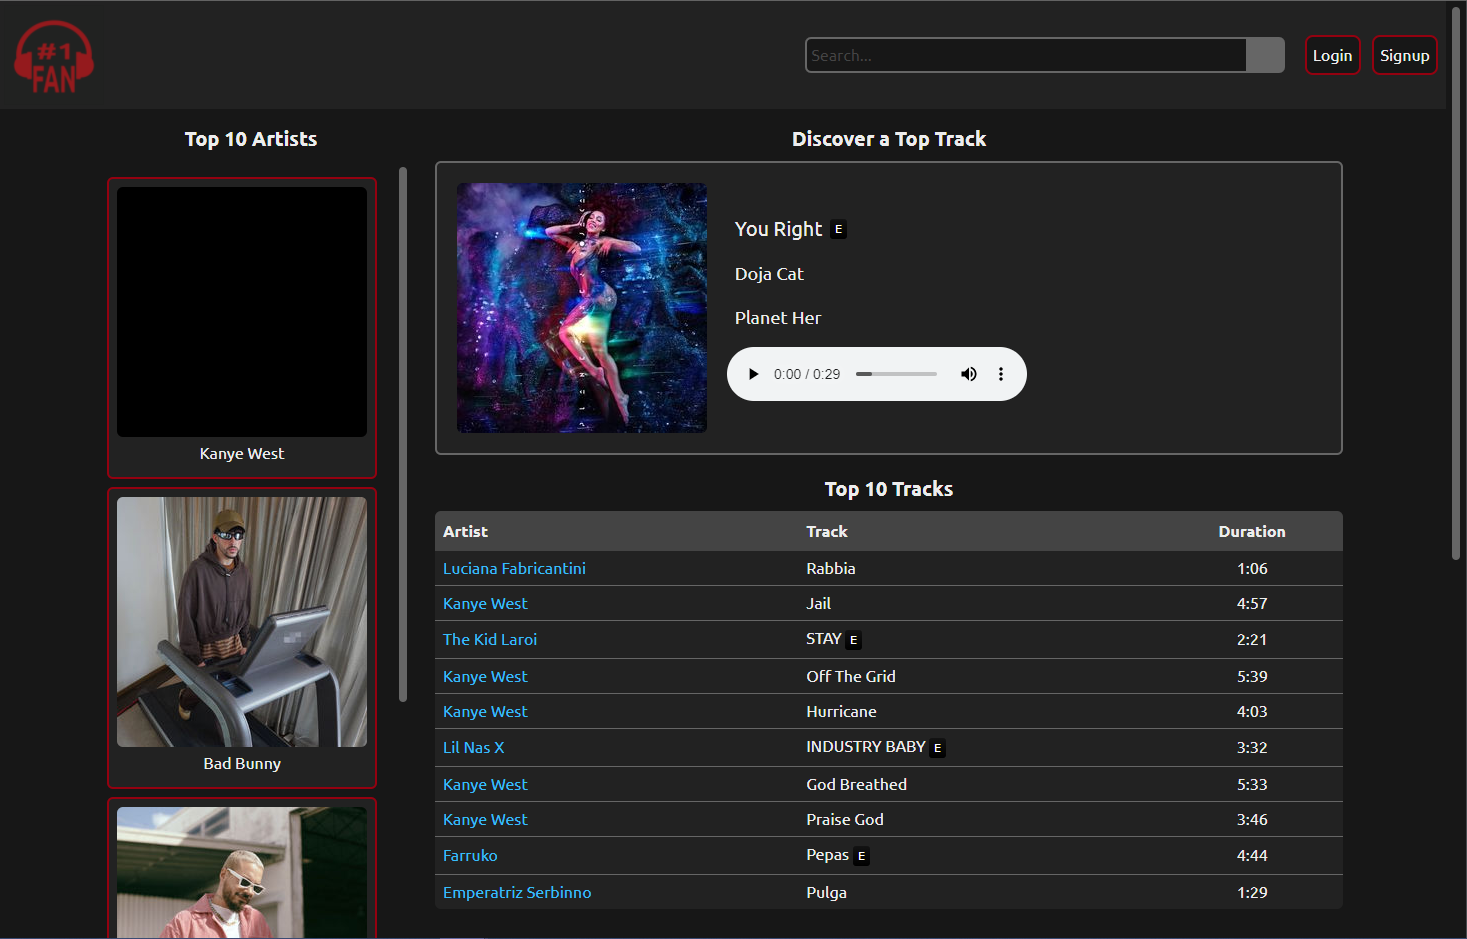 #1
FAN
Search...
Login
Signup
Top 10 Artists
Kanye West
Bad Bunny
Discover a Top Track
You Right E
Doja Cat
Planet Her
0:00 / 0:29
Top 10 Tracks
Artist Track Duration
Luciana Fabricantini Rabbia 1:06
Kanye West Jail 4:57
The Kid Laroi STAY E 2:21
Kanye West Off The Grid 5:39
Kanye West Hurricane 4:03
Lil Nas X INDUSTRY BABY E 3:32
Kanye West God Breathed 5:33
Kanye West Praise God 3:46
Farruko Pepas E 4:44
Emperatriz Serbinno Pulga 1:29